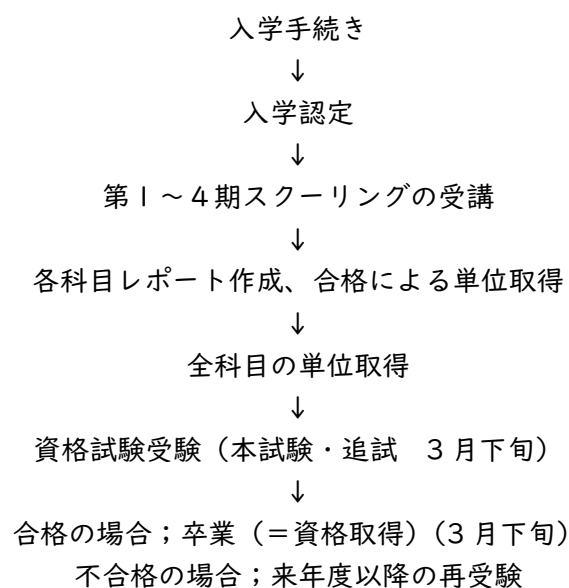 入学手続き
↓
入学認定
↓
第1～4期スクーリングの受講
↓
各科目レポート作成、合格による単位取得
↓
全科目の単位取得
↓
資格試験受験（本試験・追試　3月下旬）
↓
合格の場合；卒業（＝資格取得）（3月下旬）
不合格の場合；来年度以降の再受験